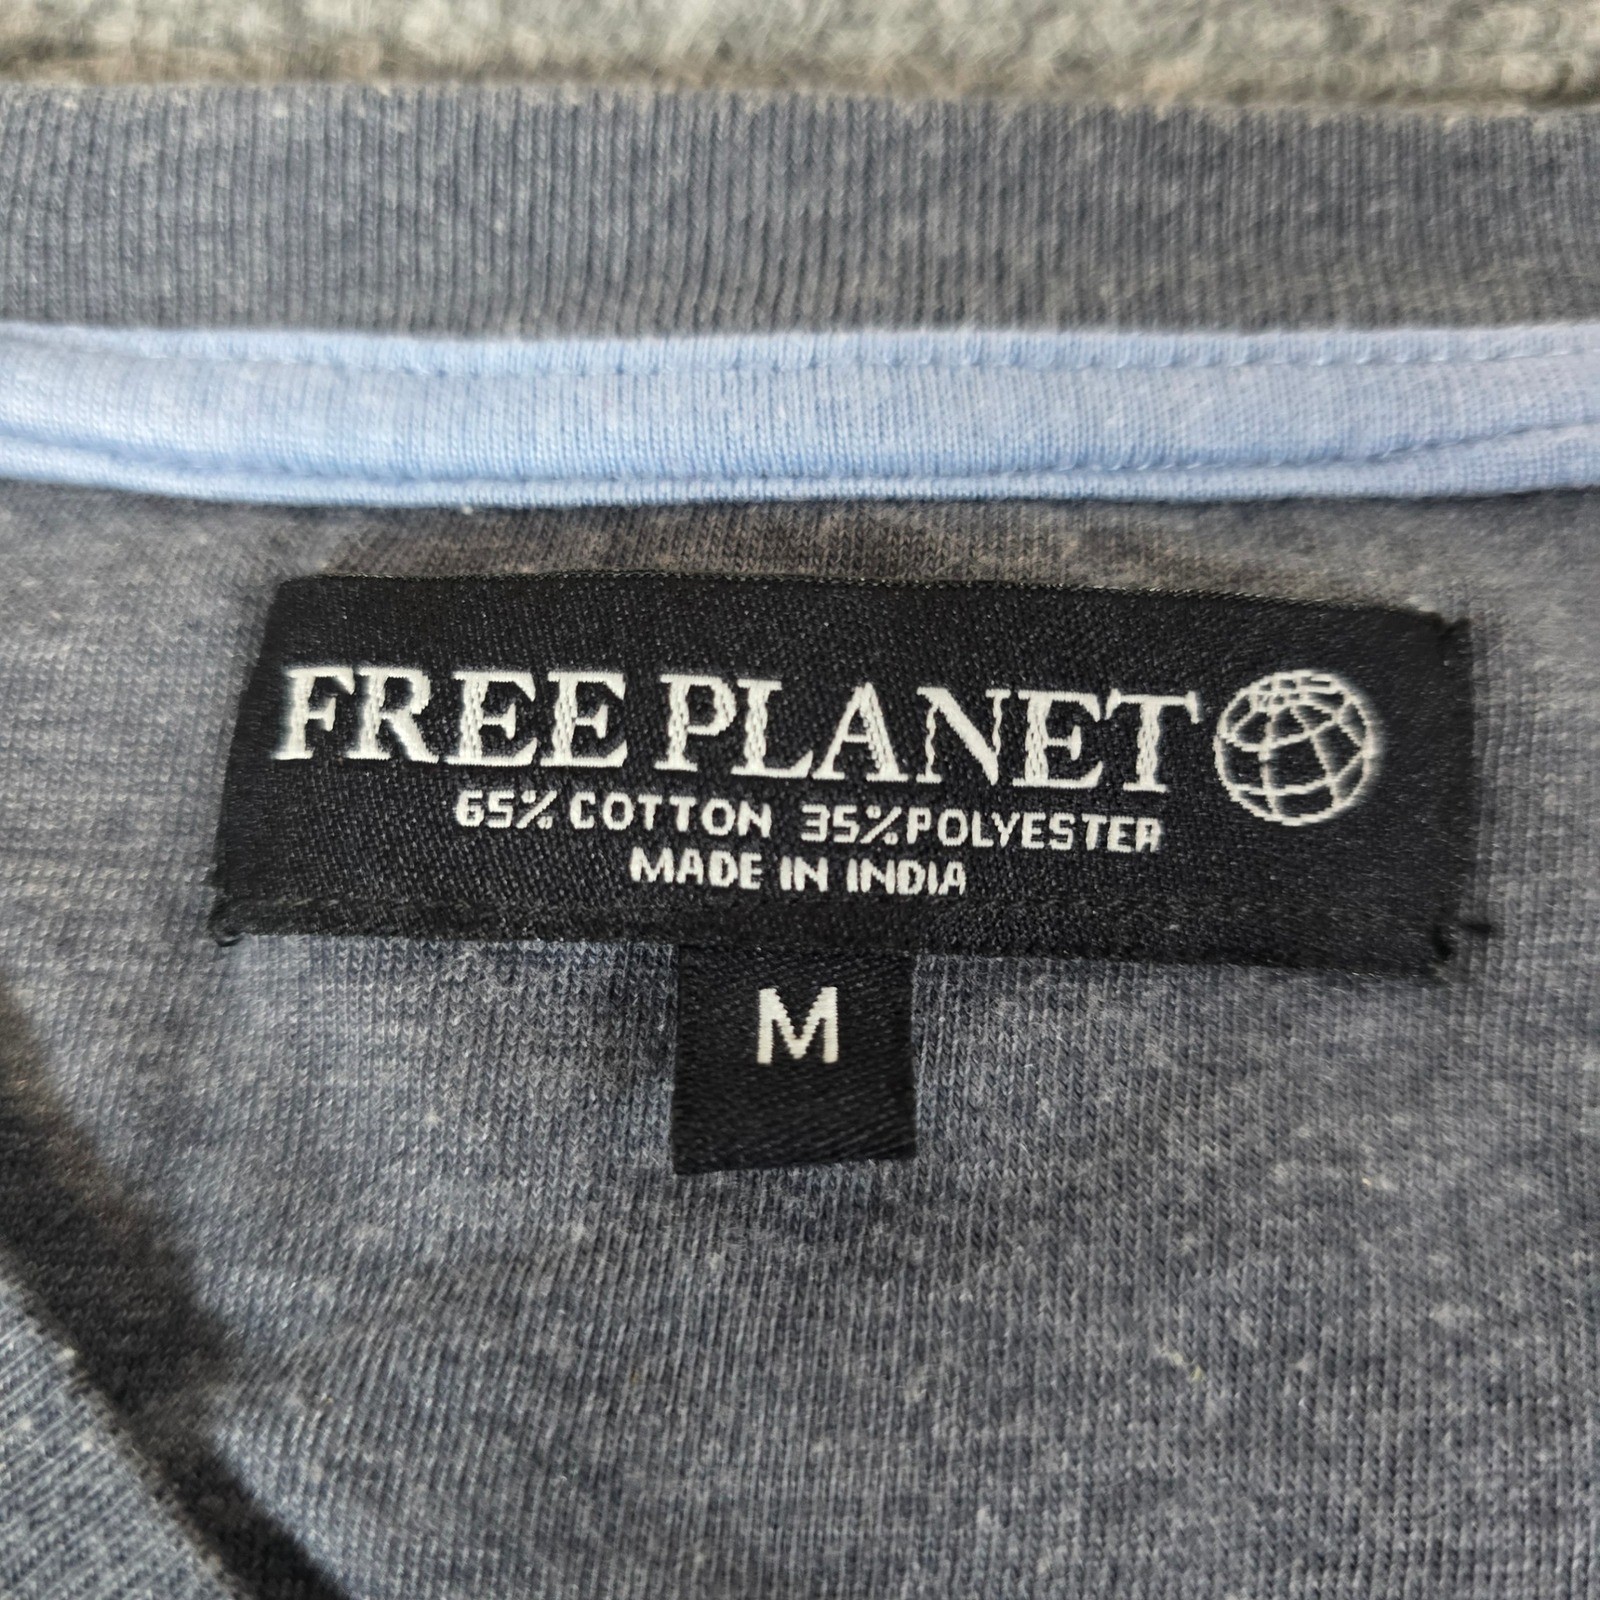 FREE PLANET
65% COTTON 35% POLYESTER
MADE IN INDIA
M